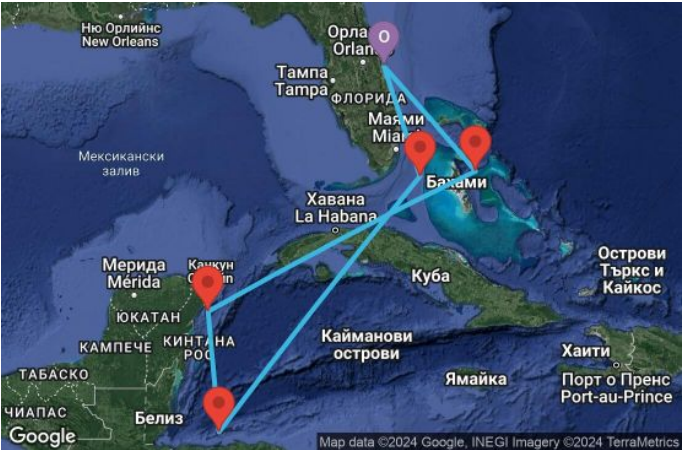 Ню Орлийнс
New Orleans
Орла
Orlan
O
Тампа
Tampa
ФЛОРИДА
Маями
Miami
Мексикански
залив
Бахами
Хавана
La Habana
Мерида
Mérida
Канкун
Острови
Търкс и
Кайкос
Куба
ЮКАТАН
КАМПЕЧЕ
КИНТАНА
РОО
Кайманови
острови
Хаити
ТАБАСКО
Ямайка
Порт о Пренс
Port-au-Prince
ЧИАПАС
Белиз
Google
Map data ©2024 Google, INEGI Imagery ©2024 TerraMetrics